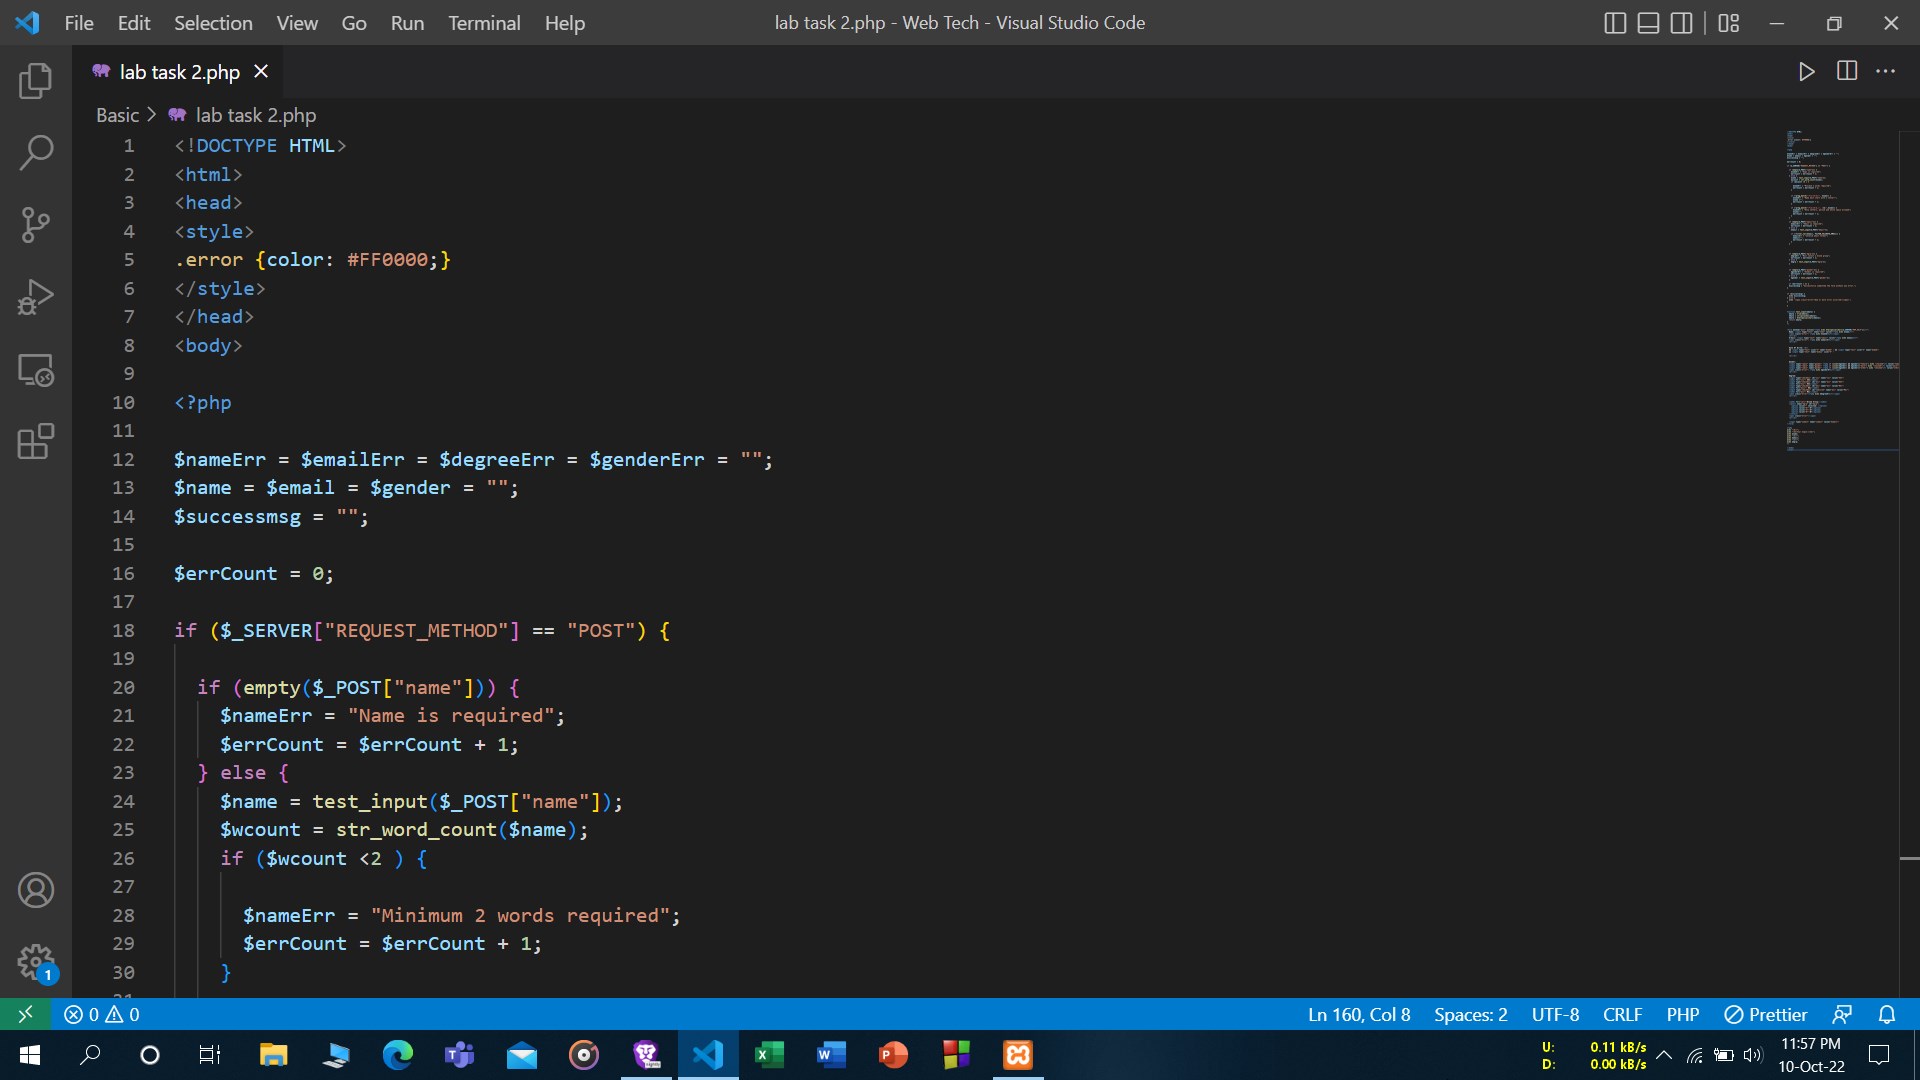 File Edit Selection View Go Run Terminal Help lab task 2.php - Web Tech - Visual Studio Code
lab task 2.php
Basic > lab task 2.php
1 <!DOCTYPE HTML>
2 <html>
3 <head>
4 <style>
5 .error {color: #FF0000;}
6 </style>
7 </head>
8 <body>
9
10 <?php
11
12 $nameErr = $emailErr = $degreeErr = $genderErr = "";
13 $name = $email = $gender = "";
14 $successmsg = "";
15
16 $errCount = 0;
17
18 if ($_SERVER["REQUEST_METHOD"] == "POST") {
19
20 if (empty($_POST["name"])) {
21 $nameErr = "Name is required";
22 $errCount = $errCount + 1;
23 } else {
24 $name = test_input($_POST["name"]);
25 $wcount = str_word_count($name);
26 if ($wcount <2 ) {
27
28 $nameErr = "Minimum 2 words required";
29 $errCount = $errCount + 1;
30 }
1
0 0 Ln 160, Col 8 Spaces: 2 UTF-8 CRLF PHP Prettier
U: 0.11 kB/s 11:57 PM
D: 0.00 kB/s 10-Oct-22